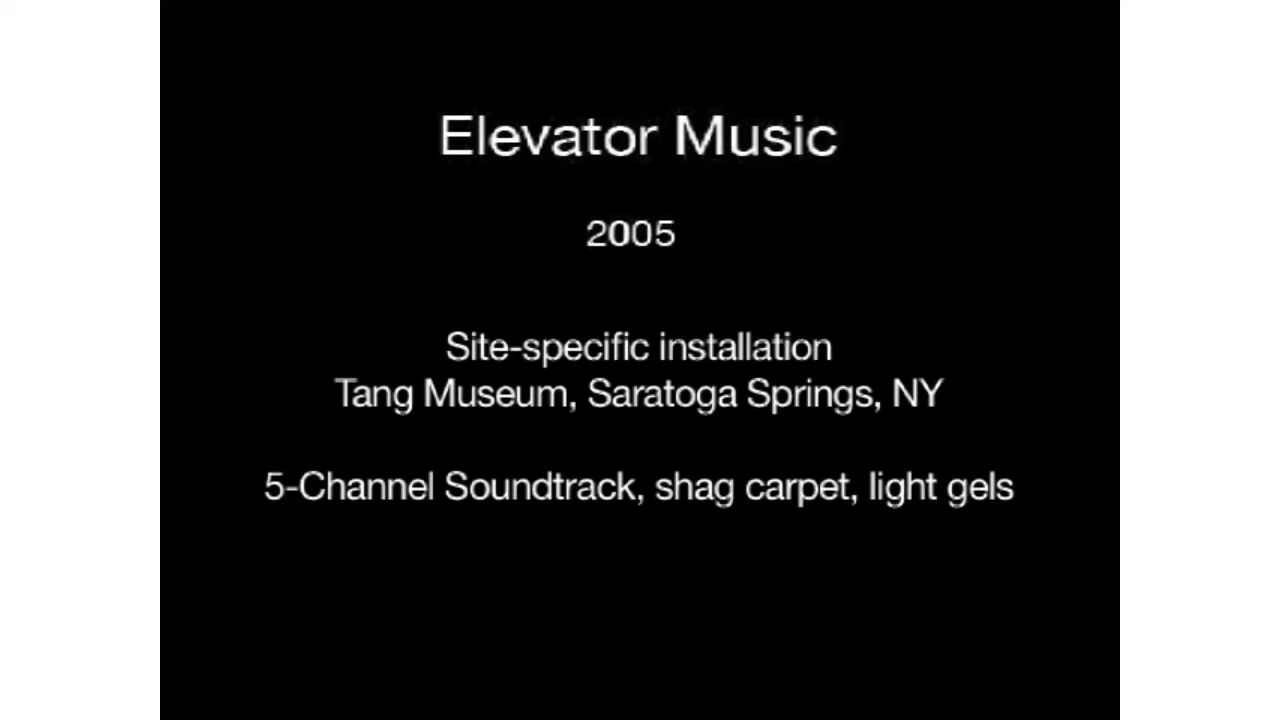 Elevator Music
2005
Site-specific installation
Tang Museum, Saratoga Springs, NY
5-Channel Soundtrack, shag carpet, light gels